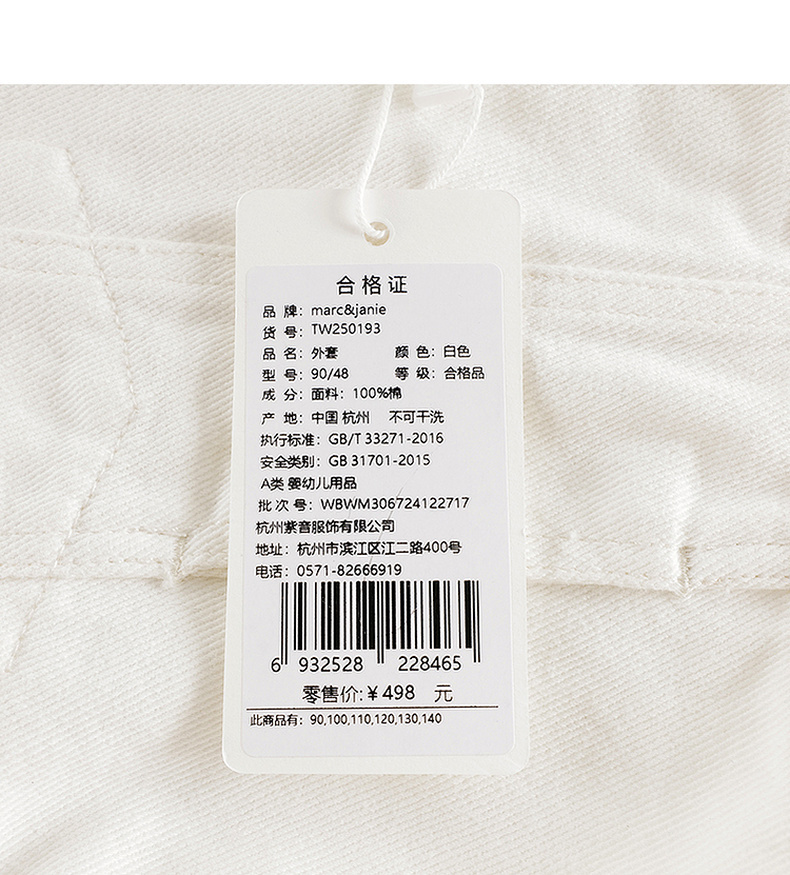 合格证
品 牌：marc&janie
货 号：TW250193
品 名：外套 颜 色：白色
型 号：90/48 等 级：合格品
成 分：面料：100%棉
产 地：中国 杭州 不可干洗
执行标准：GB/T 33271-2016
安全类别：GB 31701-2015
A类 婴幼儿用品
批 次 号：WBWM306724122717
杭州紫音服饰有限公司
地址：杭州市滨江区江二路400号
电话：0571-82666919
6 932528 228465
零售价:￥498 元
此商品有：90,100,110,120,130,140